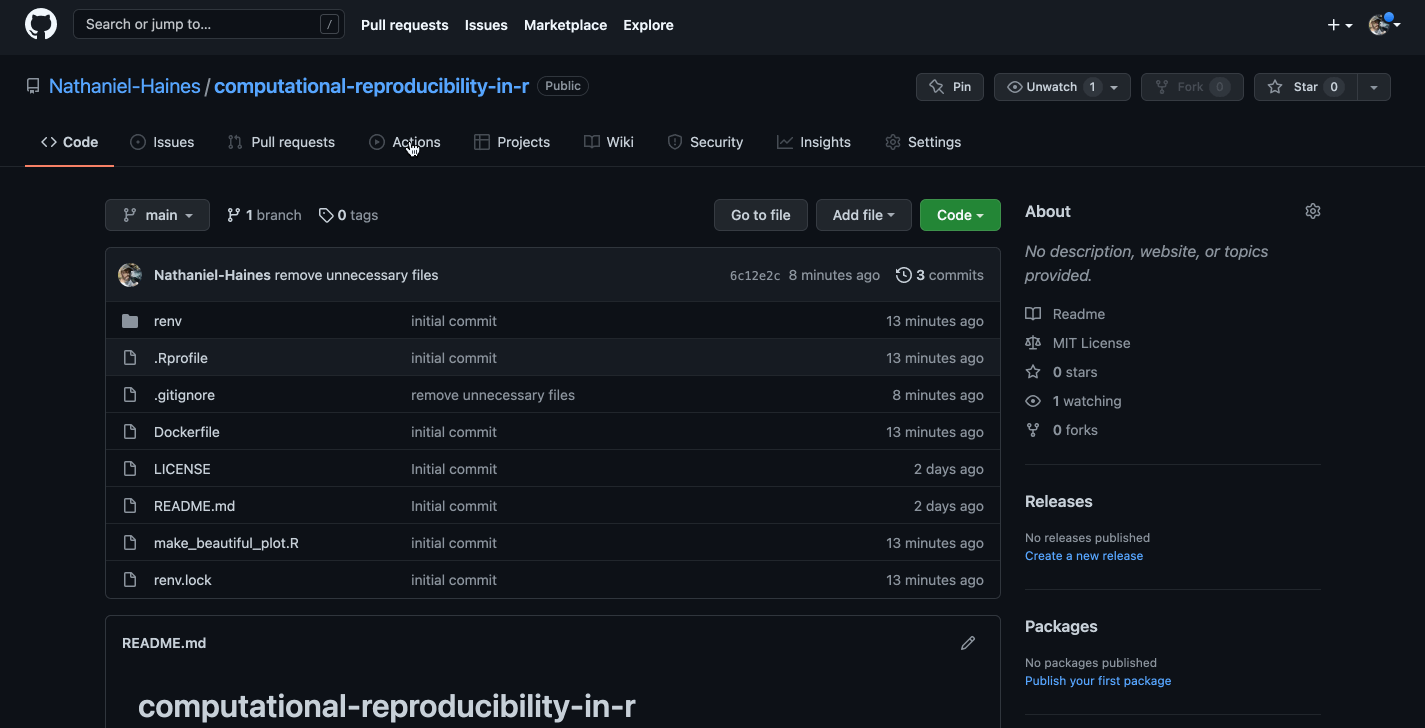 Search or jump to... /
Pull requests Issues Marketplace Explore
Nathaniel-Haines / computational-reproducibility-in-r Public
Pin Unwatch 1 Fork 0 Star 0
Code Issues Pull requests Actions Projects Wiki Security Insights Settings
main 1 branch 0 tags Go to file Add file Code
Nathaniel-Haines remove unnecessary files 6c12e2c 8 minutes ago 3 commits
renv initial commit 13 minutes ago
.Rprofile initial commit 13 minutes ago
.gitignore remove unnecessary files 8 minutes ago
Dockerfile initial commit 13 minutes ago
LICENSE Initial commit 2 days ago
README.md Initial commit 2 days ago
make_beautiful_plot.R initial commit 13 minutes ago
renv.lock initial commit 13 minutes ago
README.md
computational-reproducibility-in-r
About
No description, website, or topics
provided.
Readme
MIT License
0 stars
1 watching
0 forks
Releases
No releases published
Create a new release
Packages
No packages published
Publish your first package